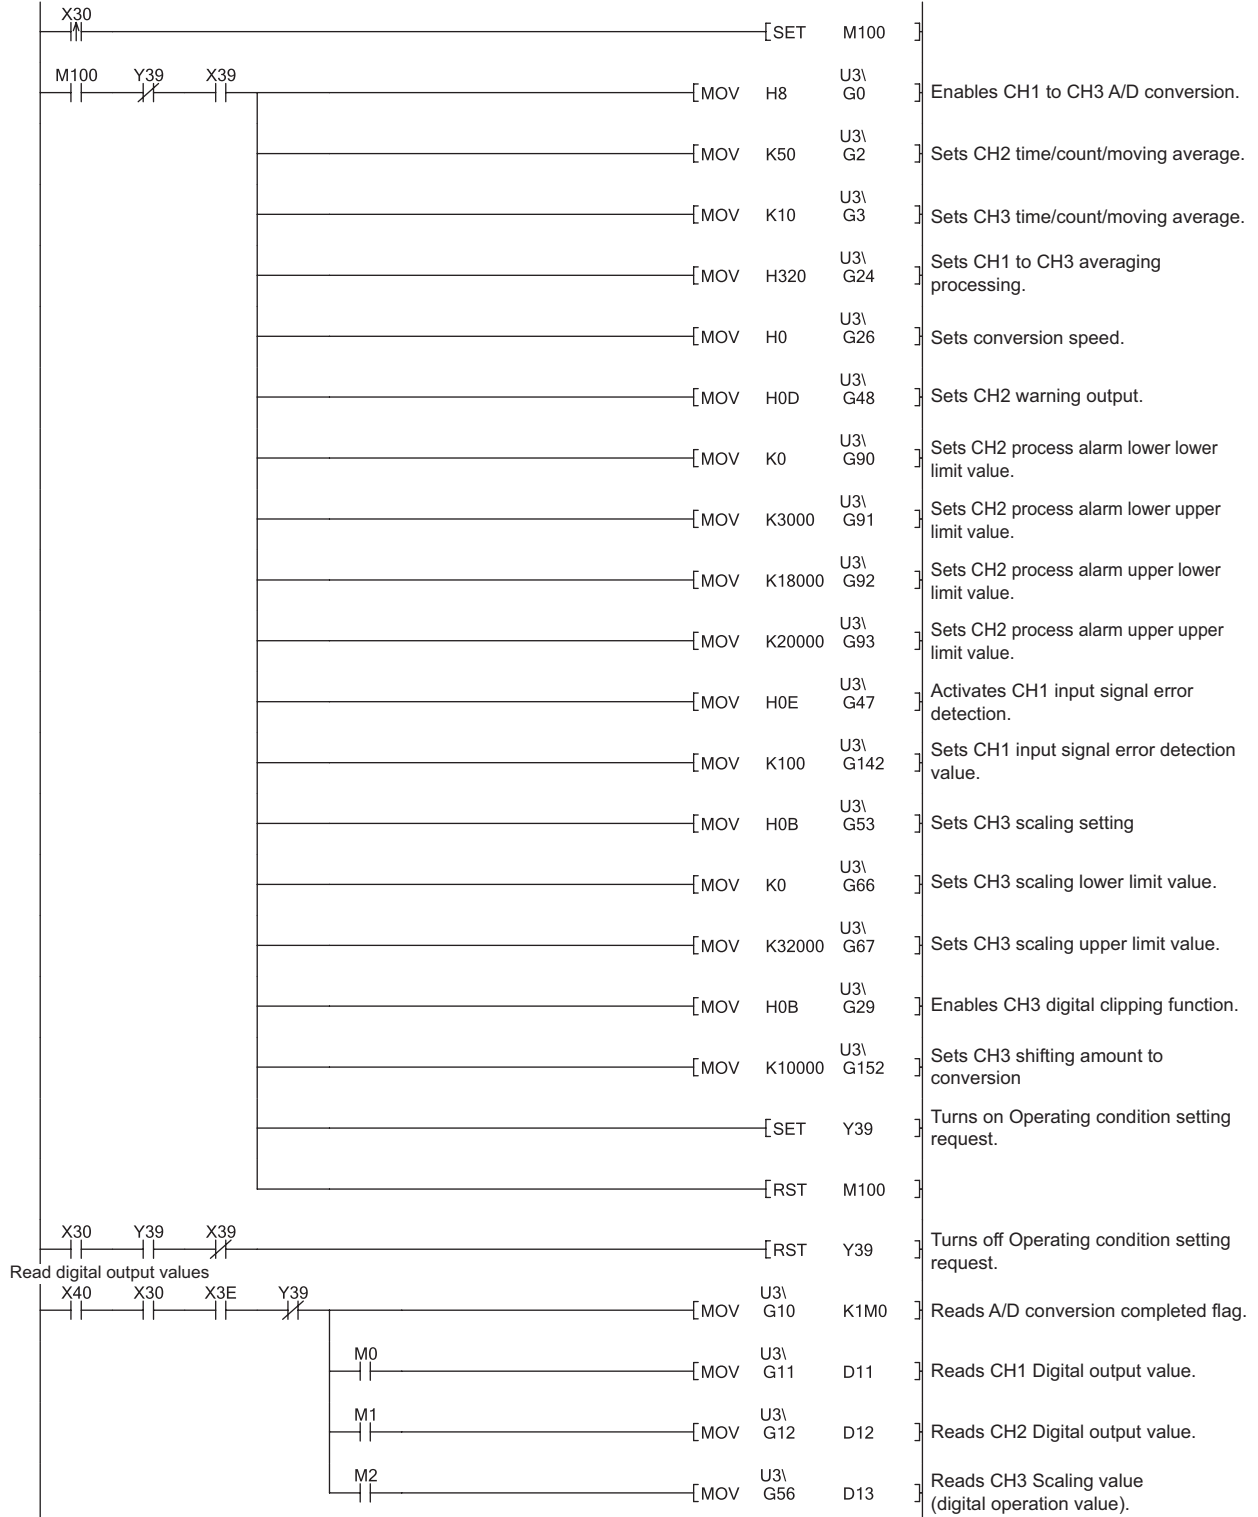 X30
SET M100
M100 Y39 X39
U3\
MOV H8 G0 Enables CH1 to CH3 A/D conversion.
U3\
MOV K50 G2 Sets CH2 time/count/moving average.
U3\
MOV K10 G3 Sets CH3 time/count/moving average.
U3\
MOV H320 G24 Sets CH1 to CH3 averaging
processing.
U3\
MOV H0 G26 Sets conversion speed.
U3\
MOV H0D G48 Sets CH2 warning output.
U3\
MOV K0 G90 Sets CH2 process alarm lower lower
limit value.
U3\
MOV K3000 G91 Sets CH2 process alarm lower upper
limit value.
U3\
MOV K18000 G92 Sets CH2 process alarm upper lower
limit value.
U3\
MOV K20000 G93 Sets CH2 process alarm upper upper
limit value.
U3\
MOV H0E G47 Activates CH1 input signal error
detection.
U3\
MOV K100 G142 Sets CH1 input signal error detection
value.
U3\
MOV H0B G53 Sets CH3 scaling setting
U3\
MOV K0 G66 Sets CH3 scaling lower limit value.
U3\
MOV K32000 G67 Sets CH3 scaling upper limit value.
U3\
MOV H0B G29 Enables CH3 digital clipping function.
U3\
MOV K10000 G152 Sets CH3 shifting amount to
conversion
SET Y39 Turns on Operating condition setting
request.
RST M100
X30 Y39 X39
RST Y39 Turns off Operating condition setting
request.
Read digital output values
X40 X30 X3E Y39
U3\
MOV G10 K1M0 Reads A/D conversion completed flag.
M0 U3\
MOV G11 D11 Reads CH1 Digital output value.
M1 U3\
MOV G12 D12 Reads CH2 Digital output value.
M2 U3\
MOV G56 D13 Reads CH3 Scaling value
(digital operation value).